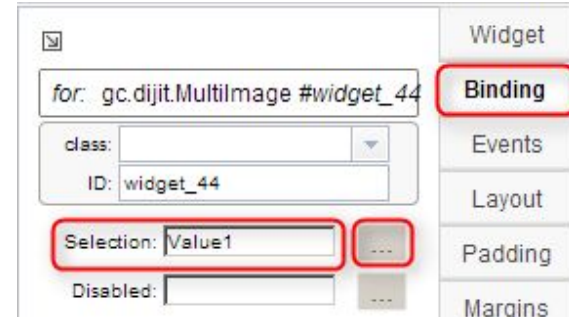 Widget
for: gc.dijit.MultiImage #widget_44
Binding
class:
Events
ID: widget_44
Layout
Selection: Value1 ...
Padding
Disabled: ...
Margins